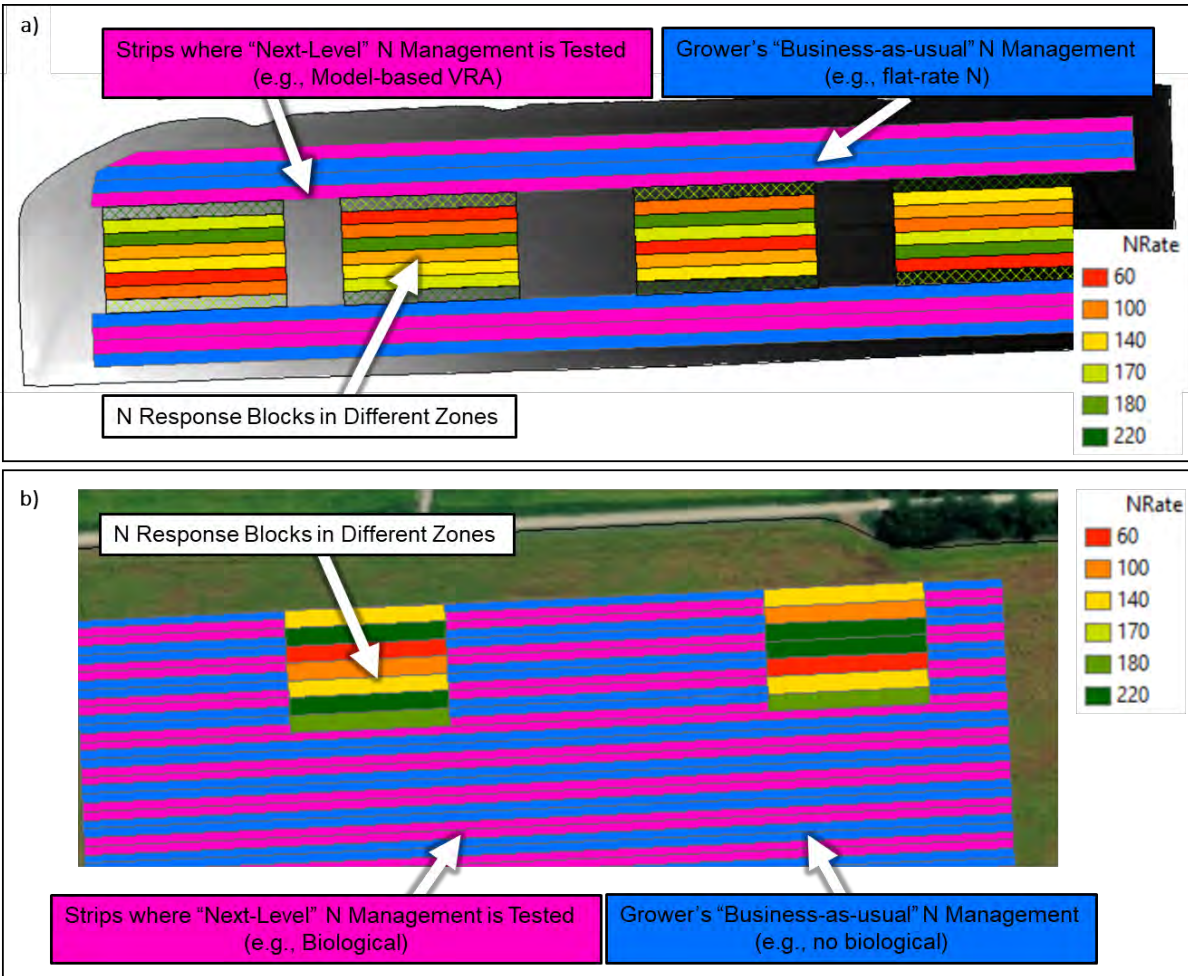 a)
Strips where “Next-Level” N Management is Tested
(e.g., Model-based VRA)
Grower’s “Business-as-usual” N Management
(e.g., flat-rate N)
N Response Blocks in Different Zones
NRate
60
100
140
170
180
220
b)
N Response Blocks in Different Zones
NRate
60
100
140
170
180
220
Strips where “Next-Level” N Management is Tested
(e.g., Biological)
Grower’s “Business-as-usual” N Management
(e.g., no biological)